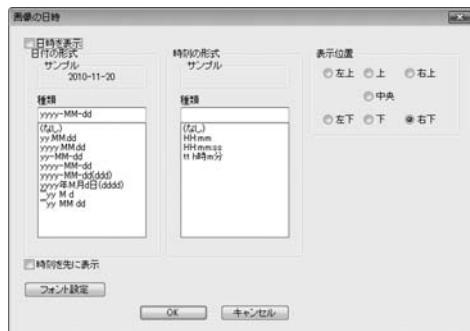 画像の日時
日時を表示
日付の形式
サンプル
2010-11-20
種類
yyyy-MM-dd
(なし)
yy.MM.dd
yyyy.MM.dd
yy-MM-dd
yyyy-MM-dd
yyyy-MM-dd(ddd)
yyyy年M月d日(dddd)
'''yy M d
'''yy MM dd
時刻の形式
サンプル
種類
(なし)
HH:mm
HH:mm:ss
tt h時m分
表示位置
左上
上
右上
中央
左下
下
右下
時刻を先に表示
フォント設定
OK
キャンセル